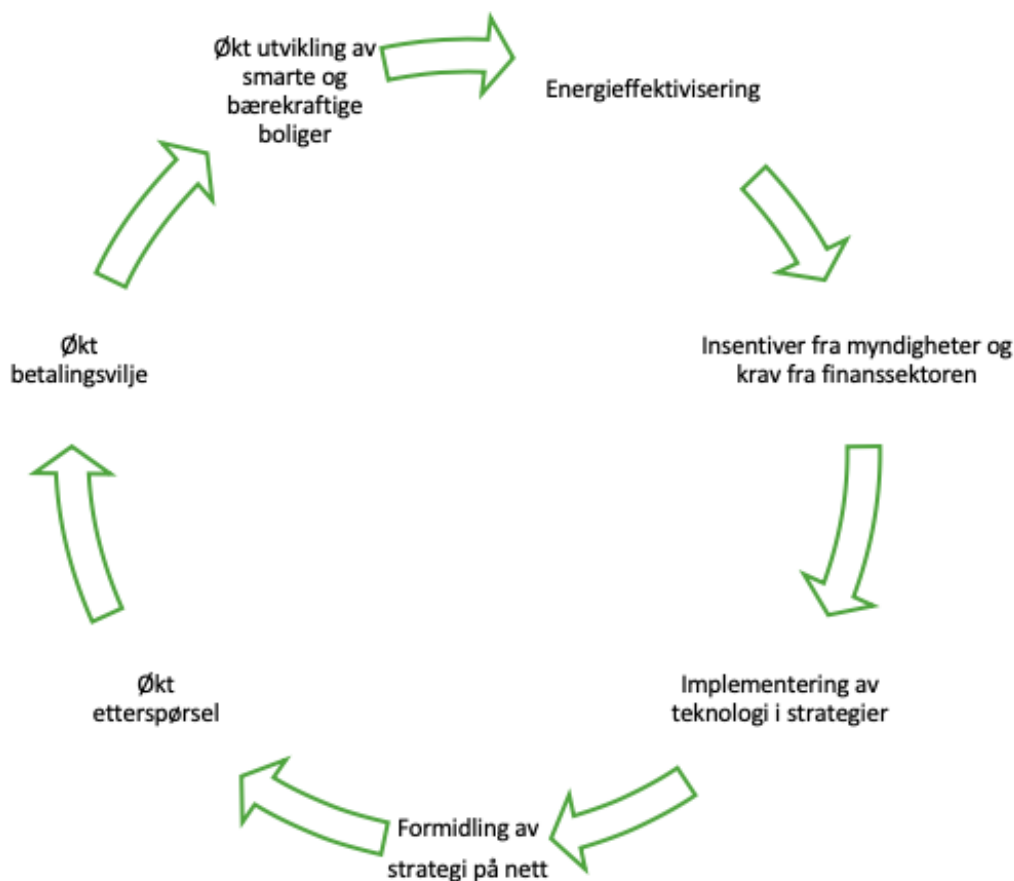 Økt utvikling av
smarte og
bærekraftige
boliger
Energieffektivisering
Insentiver fra myndigheter og
krav fra finanssektoren
Implementering av
teknologi i strategier
Formidling av
strategi på nett
Økt
etterspørsel
Økt
betalingsvilje